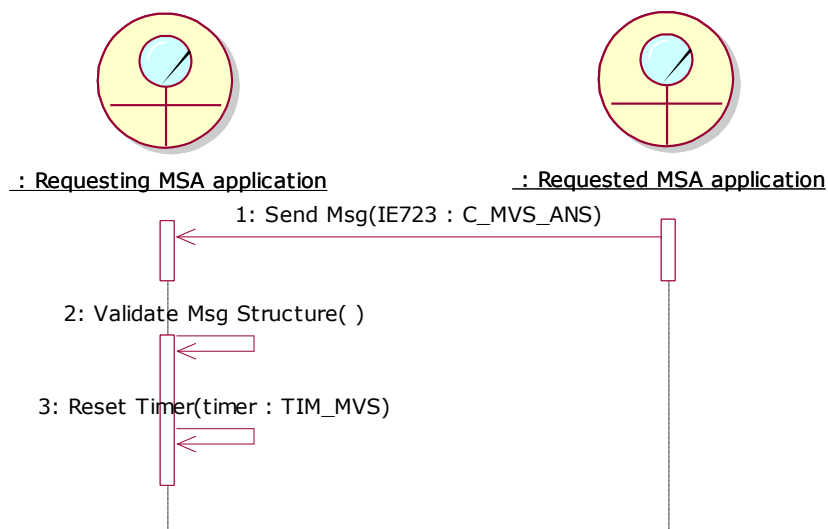 : Requesting MSA application
: Requested MSA application
1: Send Msg(IE723 : C_MVS_ANS)
2: Validate Msg Structure( )
3: Reset Timer(timer : TIM_MVS)